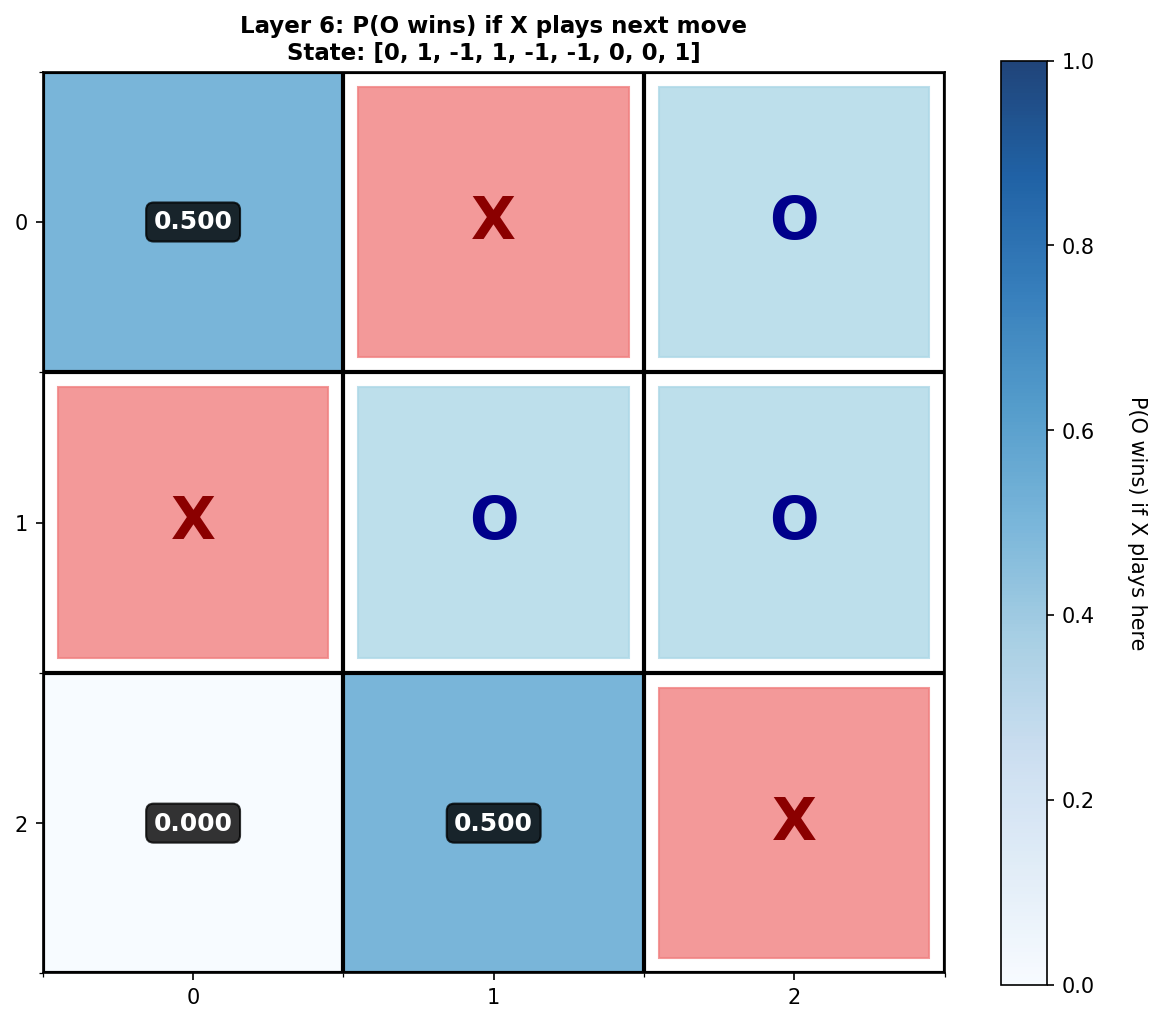 Layer 6: P(O wins) if X plays next move
State: [0, 1, -1, 1, -1, -1, 0, 0, 1]
0
0.500
X
O
1
X
O
O
2
0.000
0.500
X
0
1
2
1.0
0.8
0.6
0.4
0.2
0.0
P(O wins) if X plays here